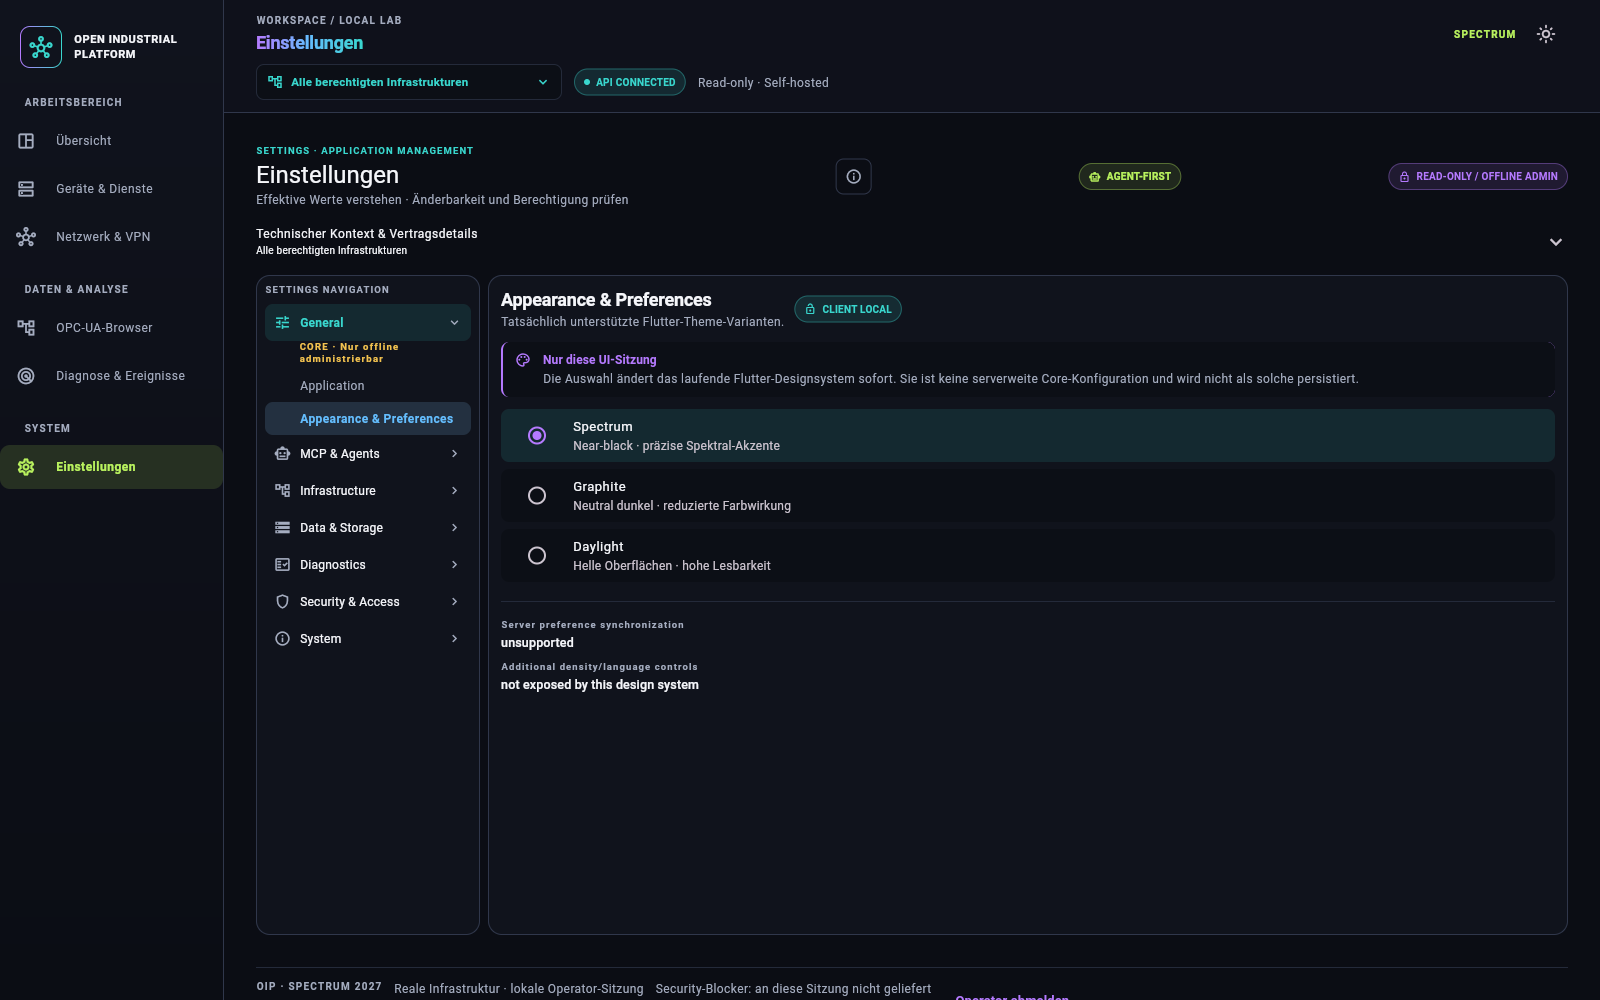 OPEN INDUSTRIAL
PLATFORM
ARBEITSBEREICH
Übersicht
Geräte & Dienste
Netzwerk & VPN
DATEN & ANALYSE
OPC-UA-Browser
Diagnose & Ereignisse
SYSTEM
Einstellungen
WORKSPACE / LOCAL LAB
Einstellungen
SPECTRUM
Alle berechtigten Infrastrukturen
API CONNECTED
Read-only · Self-hosted
SETTINGS · APPLICATION MANAGEMENT
Einstellungen
Effektive Werte verstehen · Änderbarkeit und Berechtigung prüfen
AGENT-FIRST
READ-ONLY / OFFLINE ADMIN
Technischer Kontext & Vertragsdetails
Alle berechtigten Infrastrukturen
SETTINGS NAVIGATION
General
CORE · Nur offline
administrierbar
Application
Appearance & Preferences
MCP & Agents
Infrastructure
Data & Storage
Diagnostics
Security & Access
System
Appearance & Preferences
Tatsächlich unterstützte Flutter-Theme-Varianten.
CLIENT LOCAL
Nur diese UI-Sitzung
Die Auswahl ändert das laufende Flutter-Designsystem sofort. Sie ist keine serverweite Core-Konfiguration und wird nicht als solche persistiert.
Spectrum
Near-black · präzise Spektral-Akzente
Graphite
Neutral dunkel · reduzierte Farbwirkung
Daylight
Helle Oberflächen · hohe Lesbarkeit
Server preference synchronization
unsupported
Additional density/language controls
not exposed by this design system
OIP · SPECTRUM 2027
Reale Infrastruktur · lokale Operator-Sitzung
Security-Blocker: an diese Sitzung nicht geliefert
Operator abmelden